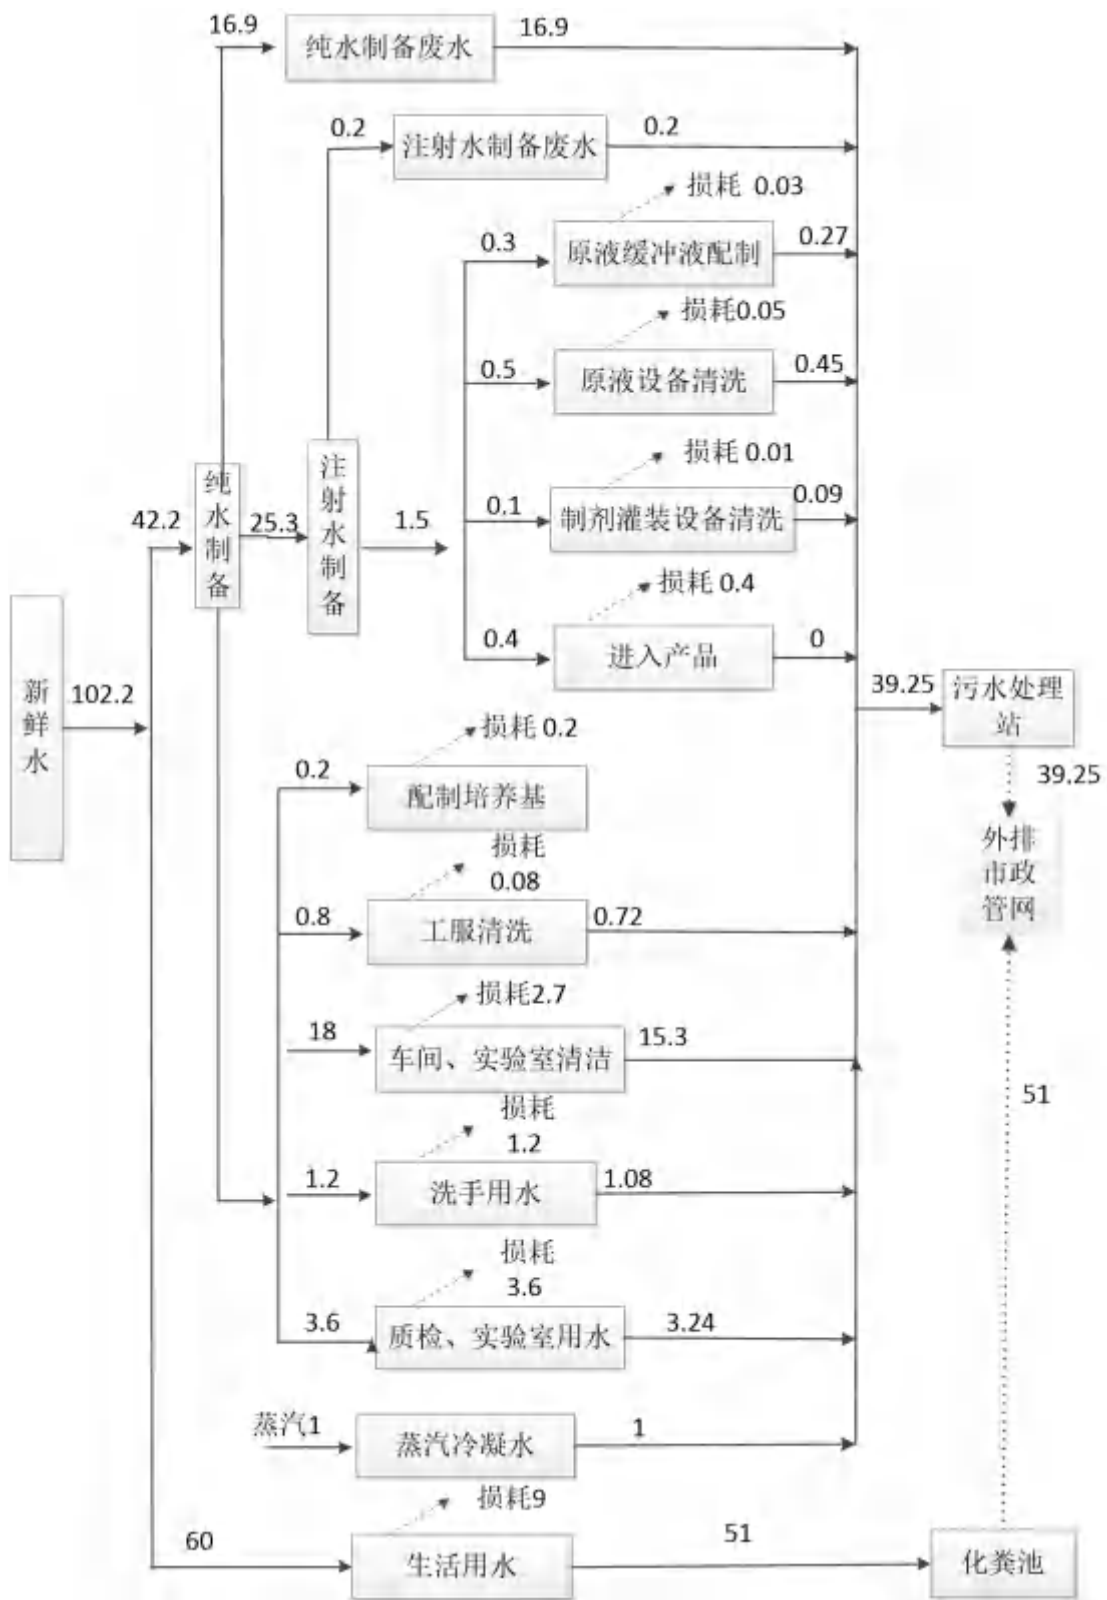 16.9
纯水制备废水
16.9
0.2
注射水制备废水
0.2
损耗 0.03
0.3
原液缓冲液配制
0.27
损耗0.05
0.5
原液设备清洗
0.45
损耗 0.01
0.1
制剂灌装设备清洗
0.09
损耗 0.4
0.4
进入产品
0
42.2
纯水制备
25.3
注射水制备
1.5
新鲜水
102.2
39.25
污水处理
站
39.25
外排
市政
管网
损耗 0.2
0.2
配制培养基
损耗
0.08
0.8
工服清洗
0.72
损耗2.7
18
车间、实验室清洁
15.3
损耗
1.2
1.2
洗手用水
1.08
损耗
3.6
3.6
质检、实验室用水
3.24
51
蒸汽1
蒸汽冷凝水
1
损耗9
60
生活用水
51
化粪池